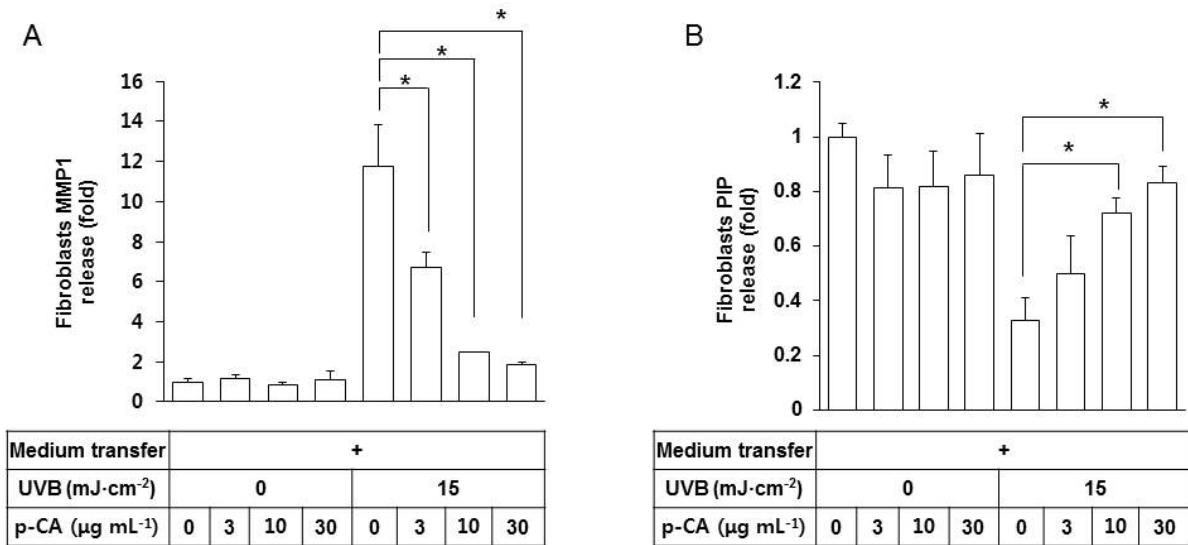 A
*
*
*
16
14
12
10
8
6
4
2
0
Fibroblasts MMP1
release (fold)
Medium transfer +
UVB (mJ·cm⁻²) 0 15
p-CA (μg mL⁻¹) 0 3 10 30 0 3 10 30
B
*
*
1.2
1
0.8
0.6
0.4
0.2
0
Fibroblasts PIP
release (fold)
Medium transfer +
UVB (mJ·cm⁻²) 0 15
p-CA (μg mL⁻¹) 0 3 10 30 0 3 10 30